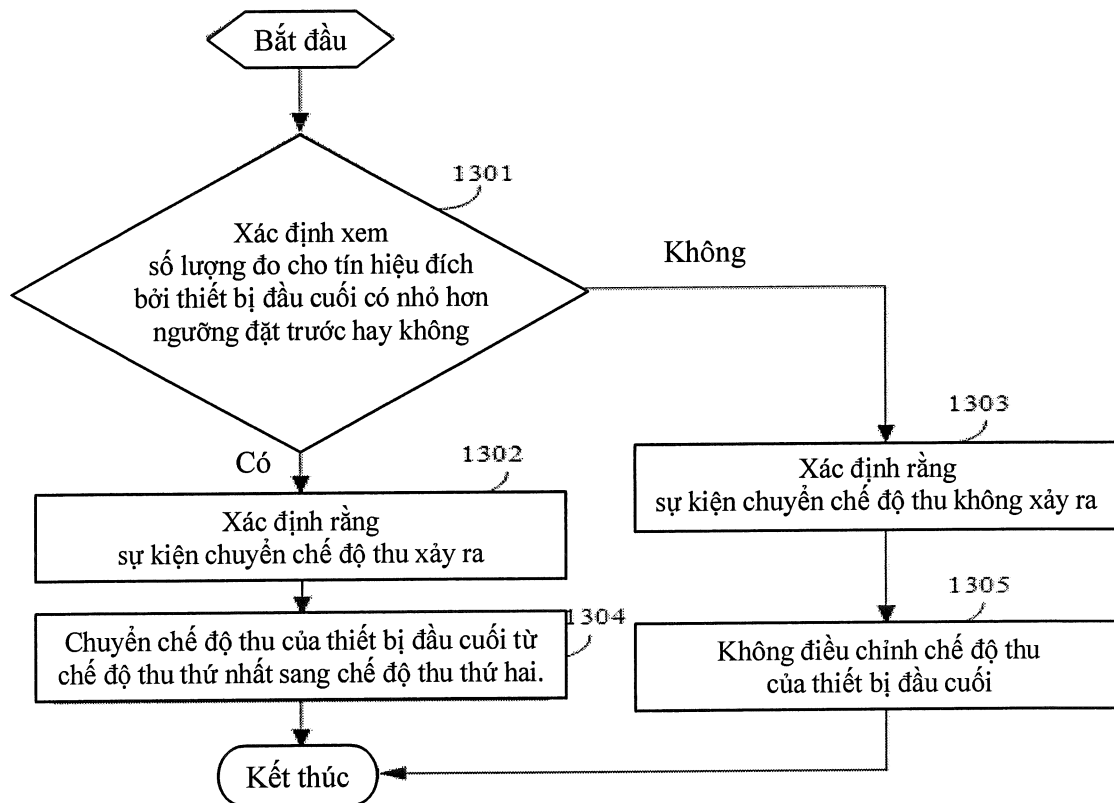 Bắt đầu
1301
Xác định xem
số lượng đo cho tín hiệu đích
bởi thiết bị đầu cuối có nhỏ hơn
ngưỡng đặt trước hay không
Không
Có
1302
Xác định rằng
sự kiện chuyển chế độ thu xảy ra
1303
Xác định rằng
sự kiện chuyển chế độ thu không xảy ra
1304
Chuyển chế độ thu của thiết bị đầu cuối từ
chế độ thu thứ nhất sang chế độ thu thứ hai.
1305
Không điều chỉnh chế độ thu
của thiết bị đầu cuối
Kết thúc